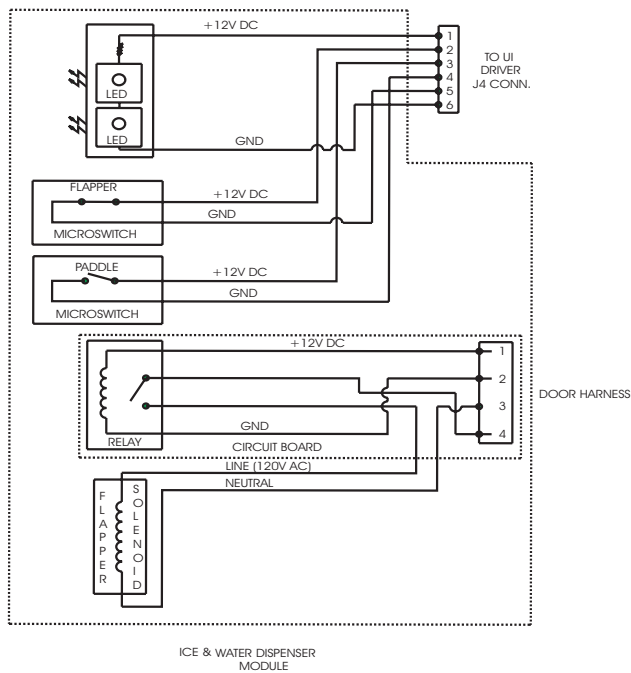 +12V DC
1
2
3
4
5
6
TO UI
DRIVER
J4 CONN.
LED
LED
GND
FLAPPER
+12V DC
GND
MICROSWITCH
PADDLE
+12V DC
GND
MICROSWITCH
+12V DC
1
2
3
4
DOOR HARNESS
GND
RELAY
CIRCUIT BOARD
LINE (120V AC)
NEUTRAL
FLAPPER
SOLENOID
ICE & WATER DISPENSER
MODULE